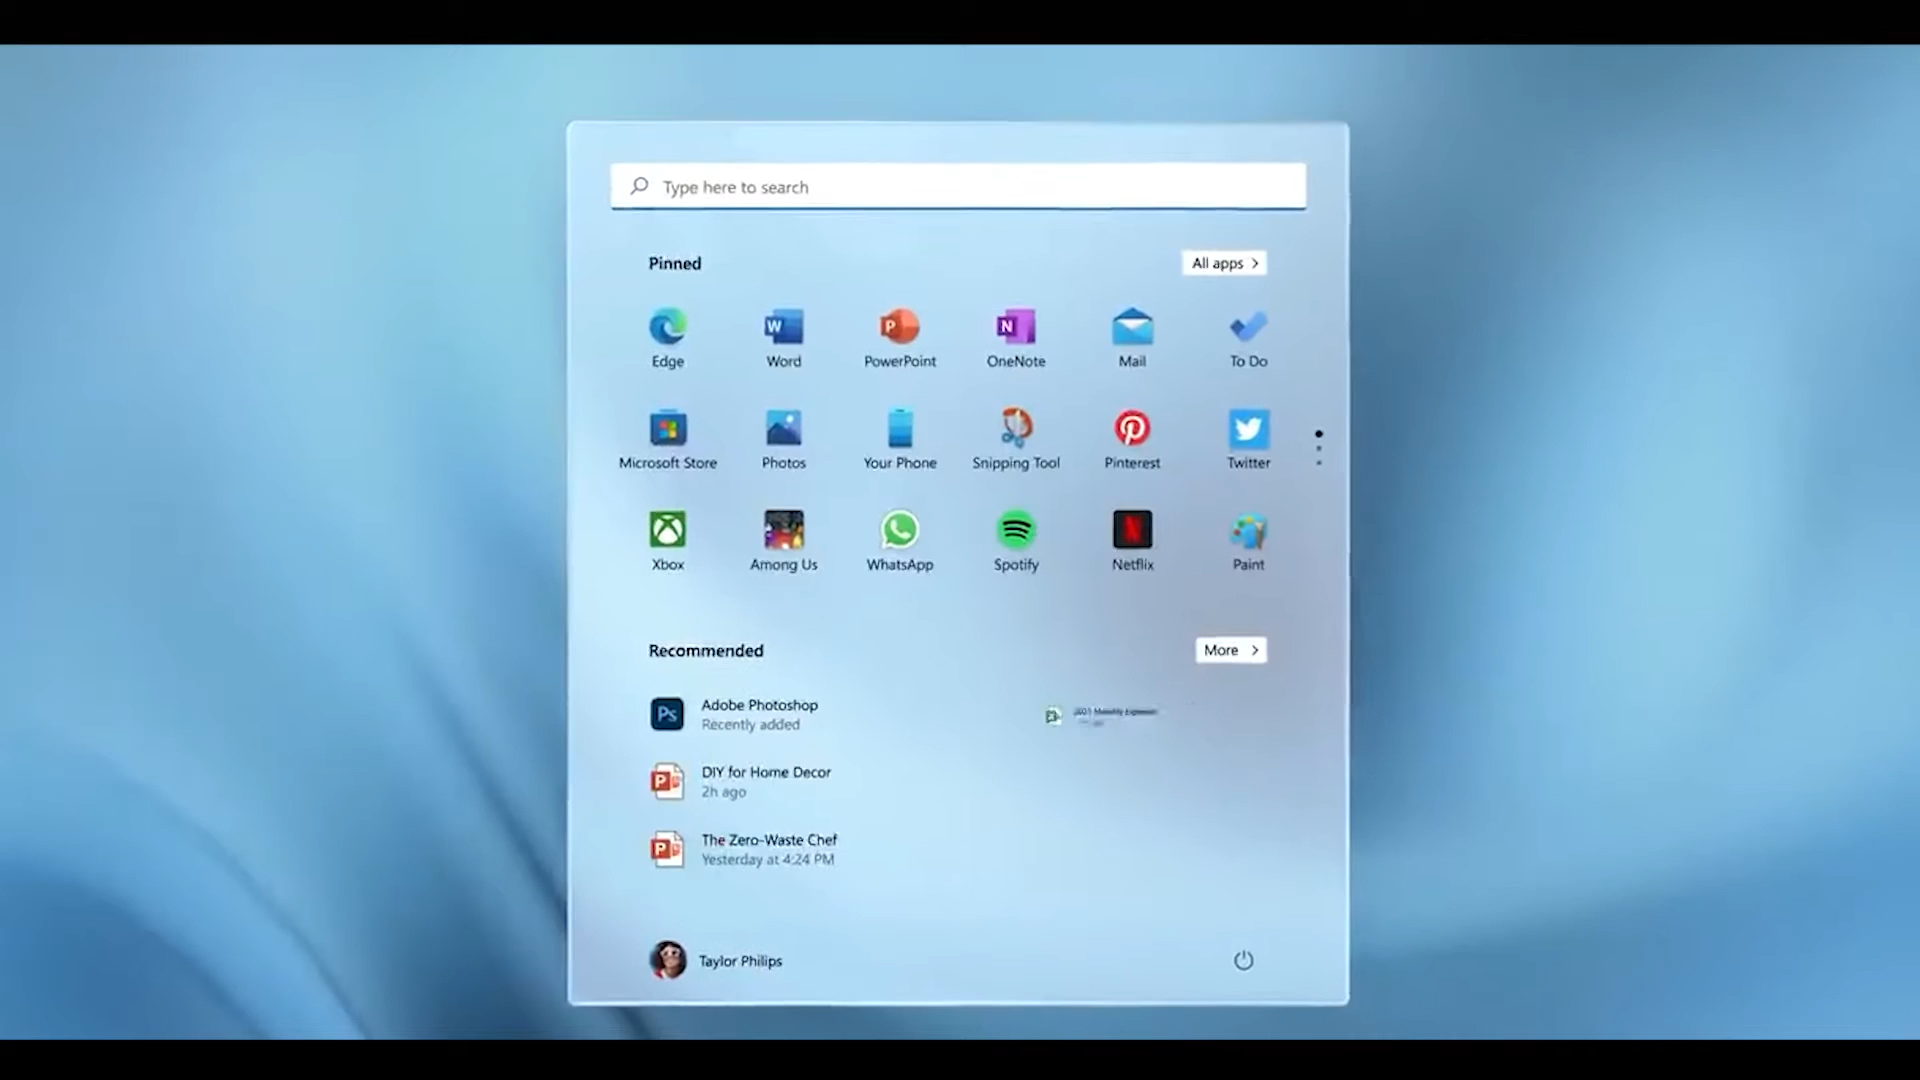 Type here to search
Pinned
All apps
Edge
Word
PowerPoint
OneNote
Mail
To Do
Microsoft Store
Photos
Your Phone
Snipping Tool
Pinterest
Twitter
Xbox
Among Us
WhatsApp
Spotify
Netflix
Paint
Recommended
More
Adobe Photoshop
Recently added
2021
DIY for Home Decor
2h ago
The Zero-Waste Chef
Yesterday at 4:24 PM
Taylor Philips